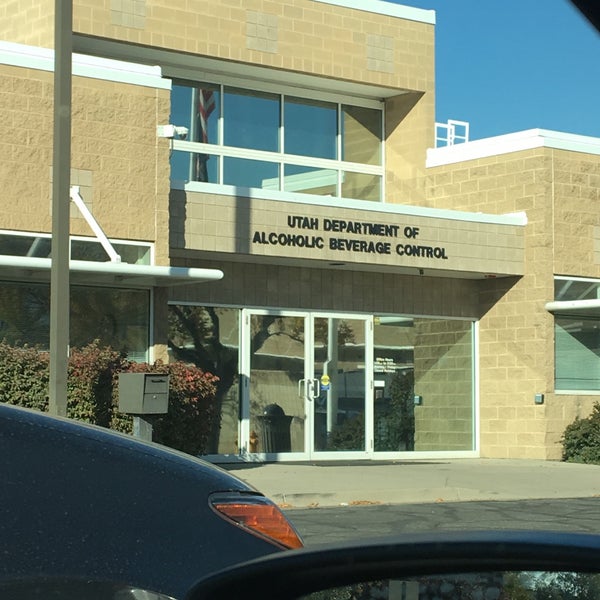 UTAH DEPARTMENT OF
ALCOHOLIC BEVERAGE CONTROL